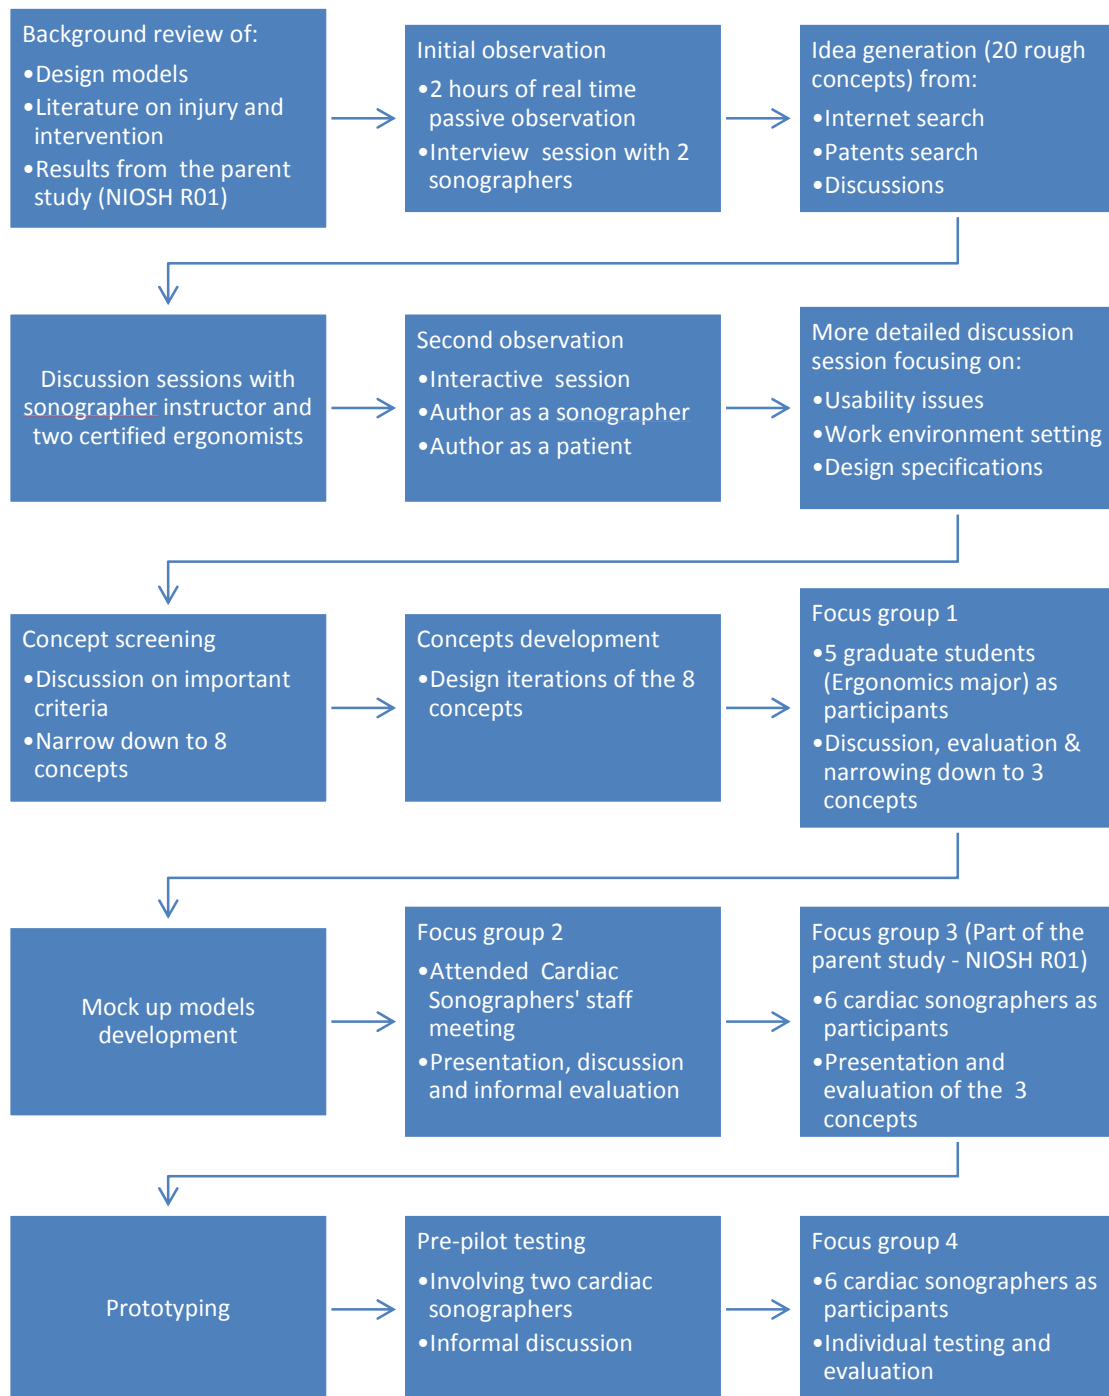 Background review of:
•Design models
•Literature on injury and
intervention
•Results from the parent
study (NIOSH R01)
Initial observation
•2 hours of real time
passive observation
•Interview session with 2
sonographers
Idea generation (20 rough
concepts) from:
•Internet search
•Patents search
•Discussions
Discussion sessions with
sonographer instructor and
two certified ergonomists
Second observation
•Interactive session
•Author as a sonographer
•Author as a patient
More detailed discussion
session focusing on:
•Usability issues
•Work environment setting
•Design specifications
Concept screening
•Discussion on important
criteria
•Narrow down to 8
concepts
Concepts development
•Design iterations of the 8
concepts
Focus group 1
•5 graduate students
(Ergonomics major) as
participants
•Discussion, evaluation &
narrowing down to 3
concepts
Mock up models
development
Focus group 2
•Attended Cardiac
Sonographers' staff
meeting
•Presentation, discussion
and informal evaluation
Focus group 3 (Part of the
parent study - NIOSH R01)
•6 cardiac sonographers as
participants
•Presentation and
evaluation of the 3
concepts
Prototyping
Pre-pilot testing
•Involving two cardiac
sonographers
•Informal discussion
Focus group 4
•6 cardiac sonographers as
participants
•Individual testing and
evaluation